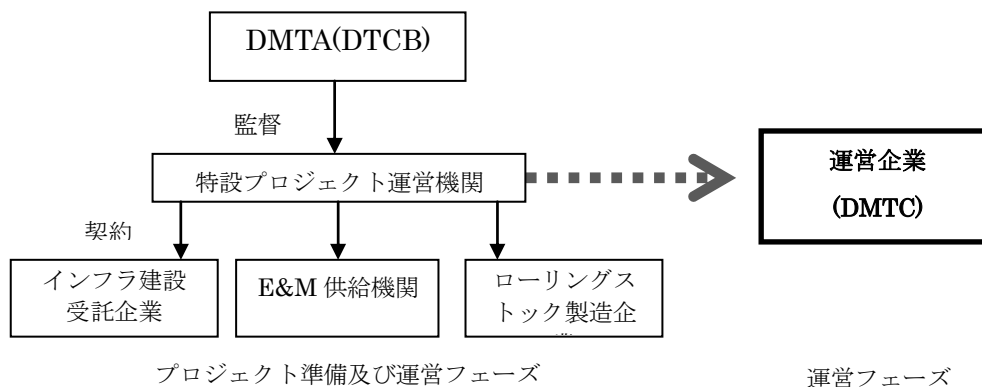 DMTA(DTCB)
監督
特設プロジェクト運営機関
運営企業
(DMTC)
契約
インフラ建設
受託企業
E&M 供給機関
ローリングス
トック製造企
プロジェクト準備及び運営フェーズ
運営フェーズ